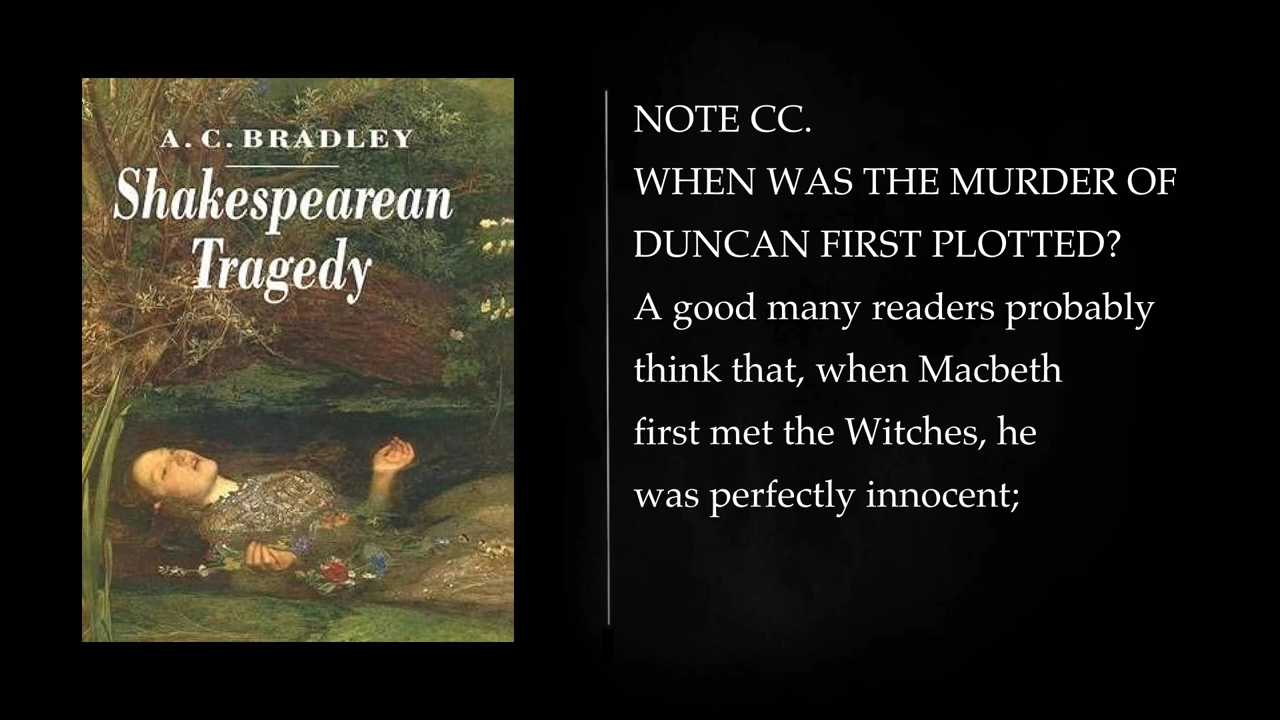 A. C. BRADLEY
Shakespearean
Tragedy
NOTE CC.
WHEN WAS THE MURDER OF
DUNCAN FIRST PLOTTED?
A good many readers probably
think that, when Macbeth
first met the Witches, he
was perfectly innocent;